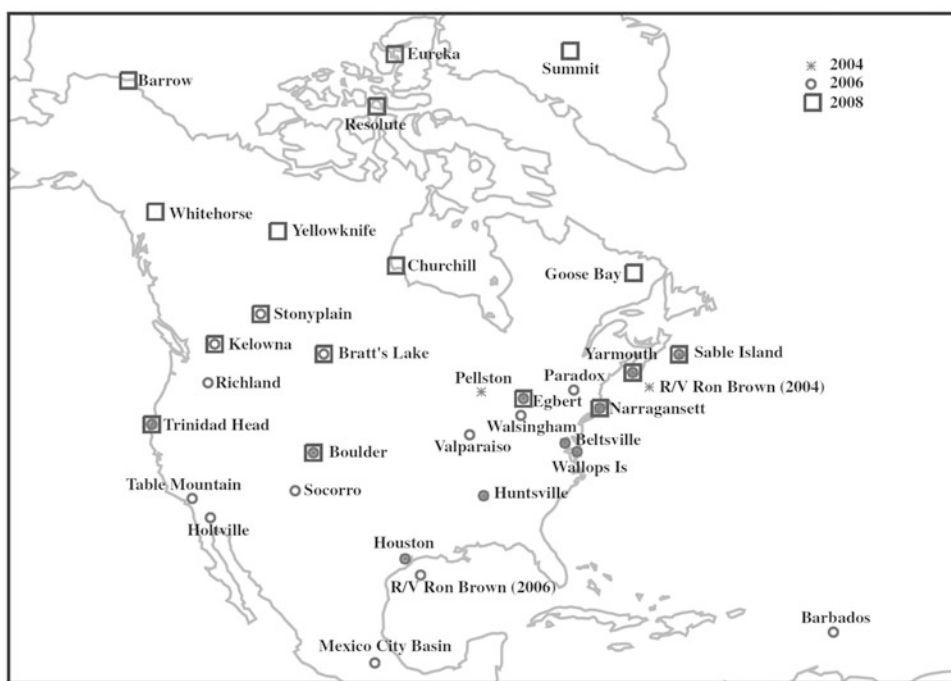 Eureka
Summit
2004
2006
2008
Barrow
Resolute
Whitehorse
Yellowknife
Churchill
Goose Bay
Stonyplain
Kelowna
Bratt's Lake
Yarmouth
Sable Island
Richland
Pellston
Paradox
R/V Ron Brown (2004)
Egbert
Narragansett
Trinidad Head
Walsingham
Valparaiso
Beltsville
Boulder
Wallops Is
Table Mountain
Socorro
Huntsville
Holtville
Houston
R/V Ron Brown (2006)
Barbados
Mexico City Basin